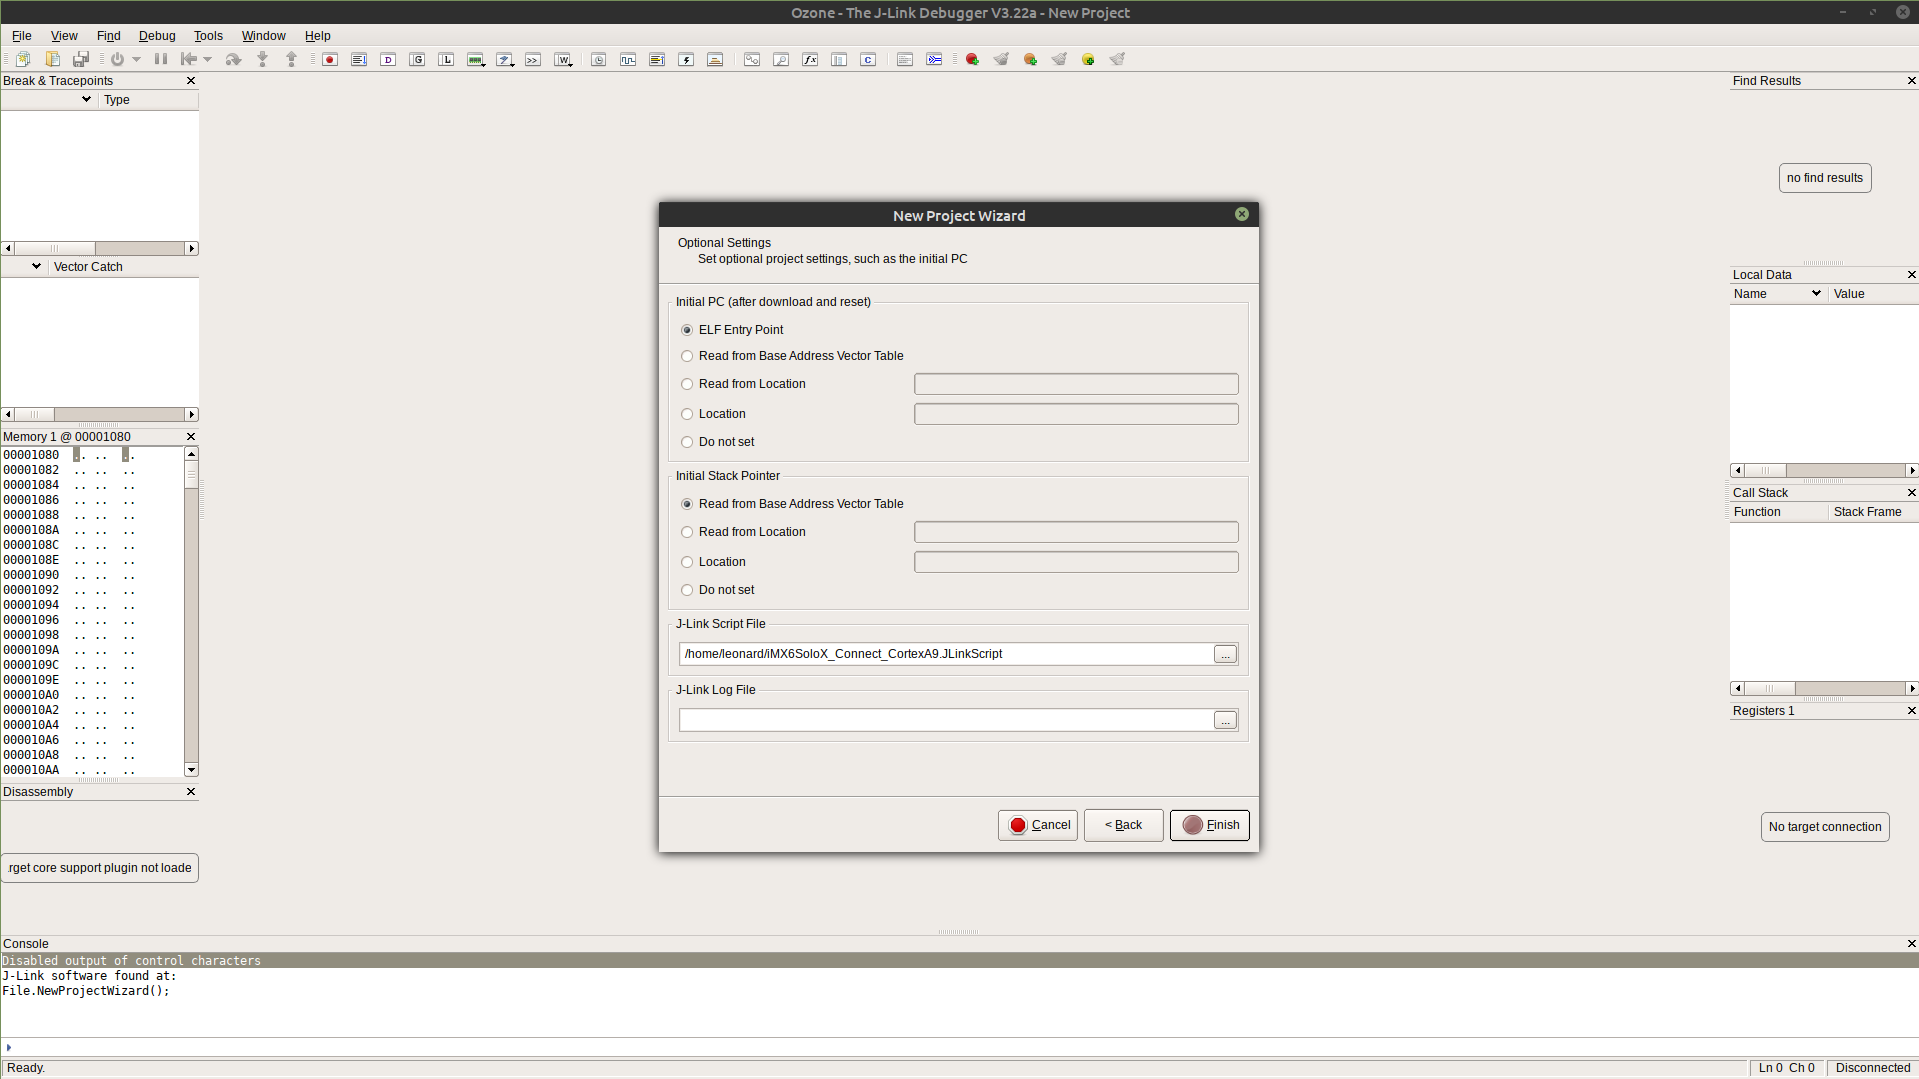 Ozone - The J-Link Debugger V3.22a - New Project
File View Find Debug Tools Window Help
Break & Tracepoints
Type
Vector Catch
Memory 1 @ 00001080
00001080 .. .. ..
00001082 .. .. ..
00001084 .. .. ..
00001086 .. .. ..
00001088 .. .. ..
0000108A .. .. ..
0000108C .. .. ..
0000108E .. .. ..
00001090 .. .. ..
00001092 .. .. ..
00001094 .. .. ..
00001096 .. .. ..
00001098 .. .. ..
0000109A .. .. ..
0000109C .. .. ..
0000109E .. .. ..
000010A0 .. .. ..
000010A2 .. .. ..
000010A4 .. .. ..
000010A6 .. .. ..
000010A8 .. .. ..
000010AA .. .. ..
Disassembly
rget core support plugin not loade
New Project Wizard
Optional Settings
Set optional project settings, such as the initial PC
Initial PC (after download and reset)
ELF Entry Point
Read from Base Address Vector Table
Read from Location
Location
Do not set
Initial Stack Pointer
Read from Base Address Vector Table
Read from Location
Location
Do not set
J-Link Script File
/home/leonard/iMX6SoloX_Connect_CortexA9.JLinkScript
...
J-Link Log File
...
Cancel < Back Finish
Find Results
no find results
Local Data
Name Value
Call Stack
Function Stack Frame
Registers 1
No target connection
Console
Disabled output of control characters
J-Link software found at:
File.NewProjectWizard();
Ready.
Ln 0 Ch 0 Disconnected